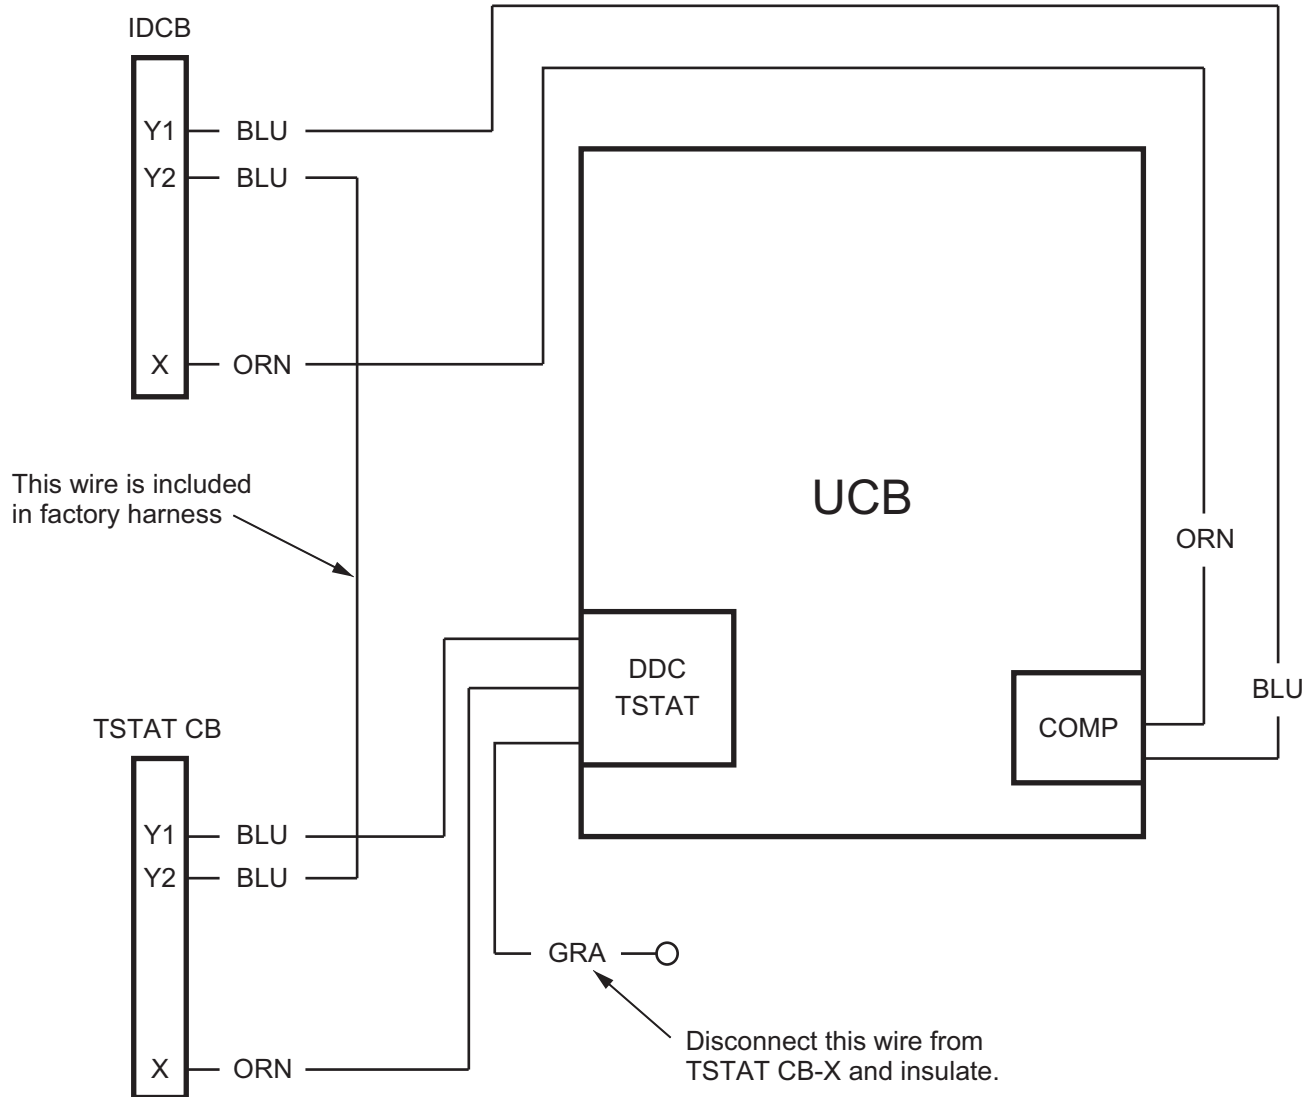 IDCB
Y1
BLU
Y2
BLU
X
ORN
This wire is included
in factory harness
UCB
ORN
BLU
DDC
TSTAT
COMP
TSTAT CB
Y1
BLU
Y2
BLU
GRA
Disconnect this wire from
TSTAT CB-X and insulate.
X
ORN